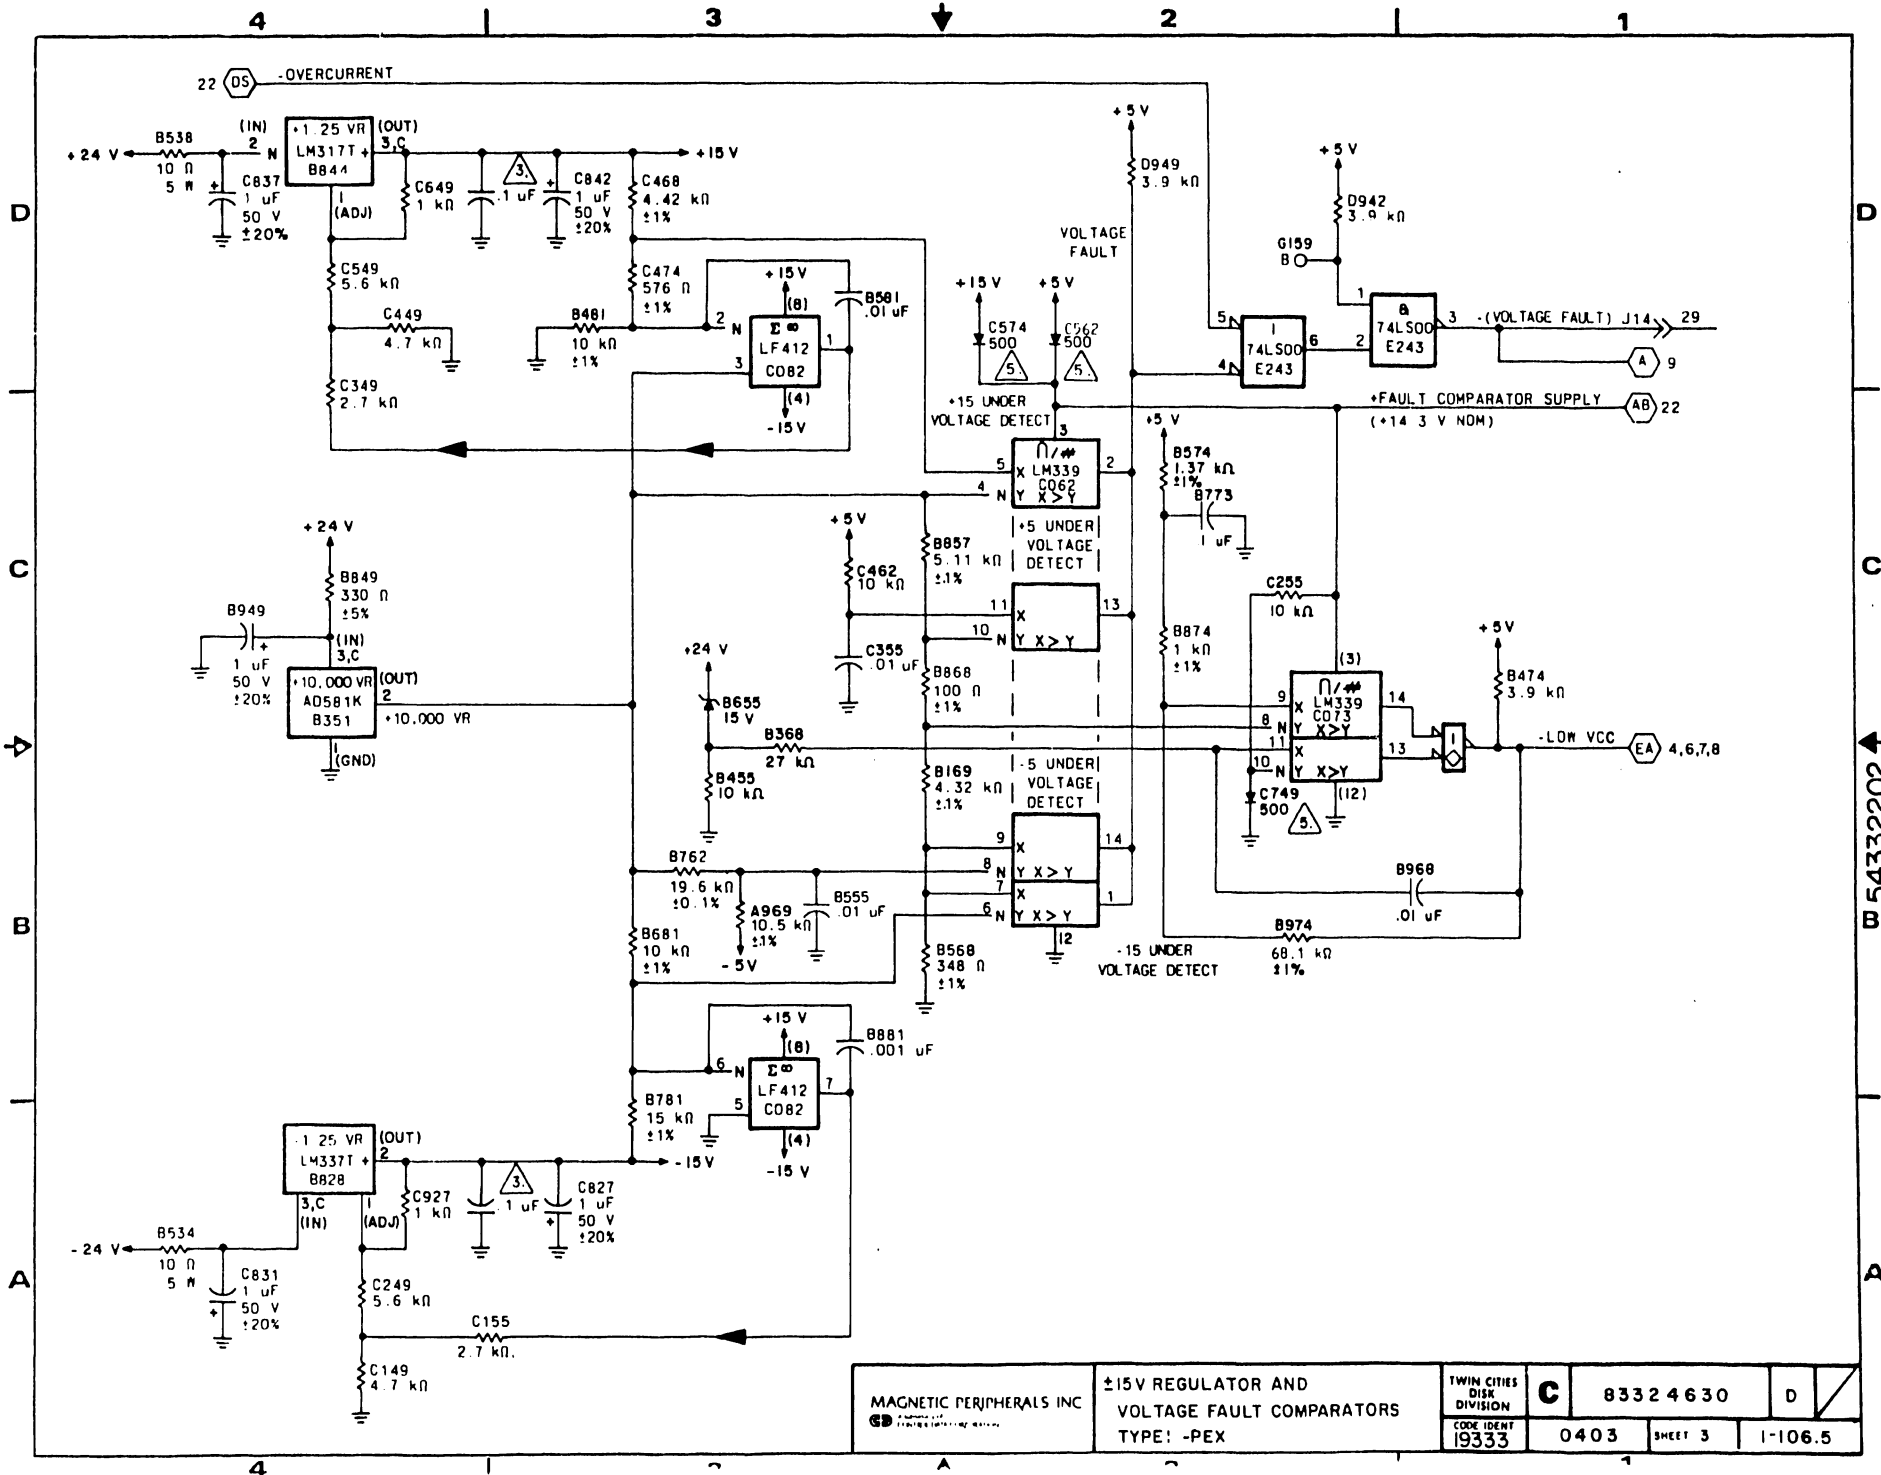 4 3 2 1
22 DS -OVERCURRENT
B538
10 Ω
5 W
+24 V
(IN)
2 N
+1.25 VR
LM317T +
B844
(OUT)
3,C
1
(ADJ)
C837
1 uF
50 V
±20%
C649
1 kΩ
3.
.1 uF
C842
1 uF
50 V
±20%
+15V
C468
4.42 kΩ
±1%
C549
5.6 kΩ
C449
4.7 kΩ
C349
2.7 kΩ
C474
576 Ω
±1%
B481
10 kΩ
±1%
+15V
(8)
2 N
Σ∞
LF412
C082
1
3
(4)
-15V
B581
.01 uF
VOLTAGE
FAULT
+5 V
D949
3.9 kΩ
+15V
+5V
C574
500
5.
C562
500
5.
+5 V
D942
3.9 kΩ
G159
B
5
4
1
74LS00
E243
6
1
2
&
74LS00
E243
3
-(VOLTAGE FAULT) J14 29
A 9
+FAULT COMPARATOR SUPPLY
(+14 3 V NOM)
AB 22
+15 UNDER
VOLTAGE DETECT
3
5 X
LM339
C062
2
4 N Y X>Y
+5 UNDER
VOLTAGE
DETECT
11 X
13
10 N Y X>Y
+5V
B574
1.37 kΩ
±1%
B773
1 uF
B874
1 kΩ
±1%
C255
10 kΩ
+24 V
B849
330 Ω
±5%
B949
1 uF
50 V
±20%
(IN)
3,C
+10.000 VR
AD581K
B351
(OUT)
2
+10.000 VR
1
(GND)
+5V
C462
10 kΩ
C355
.01 uF
B857
5.11 kΩ
±.1%
B868
100 Ω
±1%
B169
4.32 kΩ
±.1%
+24 V
B655
15 V
B368
27 kΩ
B455
10 kΩ
-5 UNDER
VOLTAGE
DETECT
9 X
14
8 N Y X>Y
7 X
1
6 N Y X>Y
12
-15 UNDER
VOLTAGE DETECT
(3)
9 X
LM339
C073
14
8 N Y X>Y
11 X
13
10 N Y X>Y
(12)
C749
500
5.
1
+5V
B474
3.9 kΩ
-LOW VCC EA 4,6,7,8
B968
.01 uF
B974
68.1 kΩ
±1%
B762
19.6 kΩ
±0.1%
A969
10.5 kΩ
±.1%
-5V
B555
.01 uF
B568
348 Ω
±1%
B681
10 kΩ
±1%
+15V
(8)
6 N
Σ∞
LF412
C082
7
5
(4)
-15V
B881
.001 uF
B781
15 kΩ
±1%
-15V
1 25 VR
LM337T +
B828
(OUT)
2
3,C
(IN)
1
(ADJ)
C927
1 kΩ
3.
.1 uF
C827
1 uF
50 V
±20%
B534
10 Ω
5 W
-24 V
C831
1 uF
50 V
±20%
C249
5.6 kΩ
C155
2.7 kΩ.
C149
4.7 kΩ
D
C
B
A
D
C
B
A
54332202
MAGNETIC PERIPHERALS INC
±15V REGULATOR AND
VOLTAGE FAULT COMPARATORS
TYPE: -PEX
TWIN CITIES
DISK
DIVISION
C 83324630 D
CODE IDENT
19333
0403 SHEET 3 1-106.5
4 A